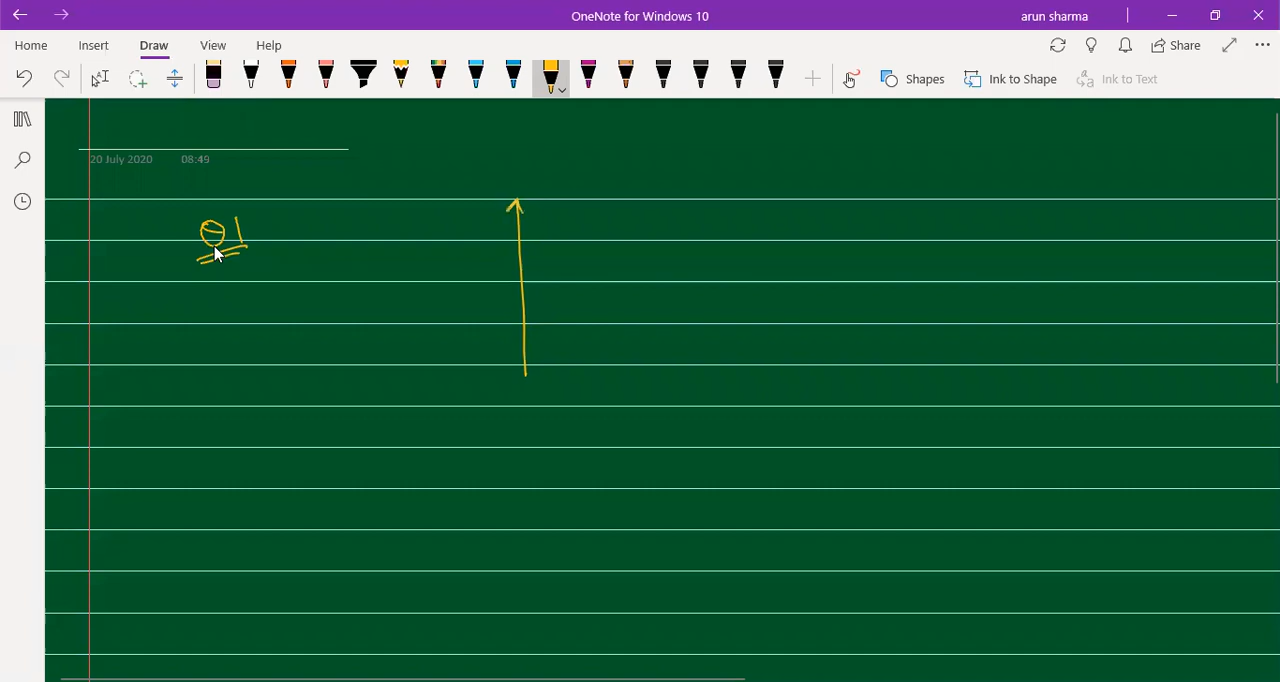 OneNote for Windows 10
arun sharma
Home Insert Draw View Help
Share
Shapes Ink to Shape Ink to Text
20 July 2020 08:49
θ1